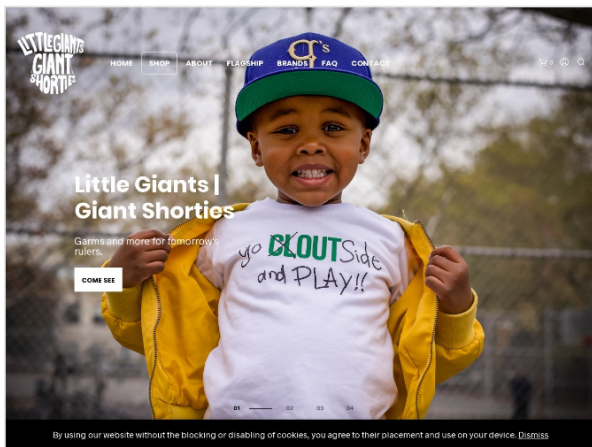 LITTLE GIANTS
GIANT
SHORTIES
HOME SHOP ABOUT FLAGSHIP BRANDS FAQ CONTACT 0
g's
Little Giants |
Giant Shorties
Garms and more for tomorrow's
rulers.
COME SEE
yo CLOUTSide
and PLAY!!
01 02 03 04
By using our website without the blocking or disabling of cookies, you agree to their placement and use on your device. Dismiss